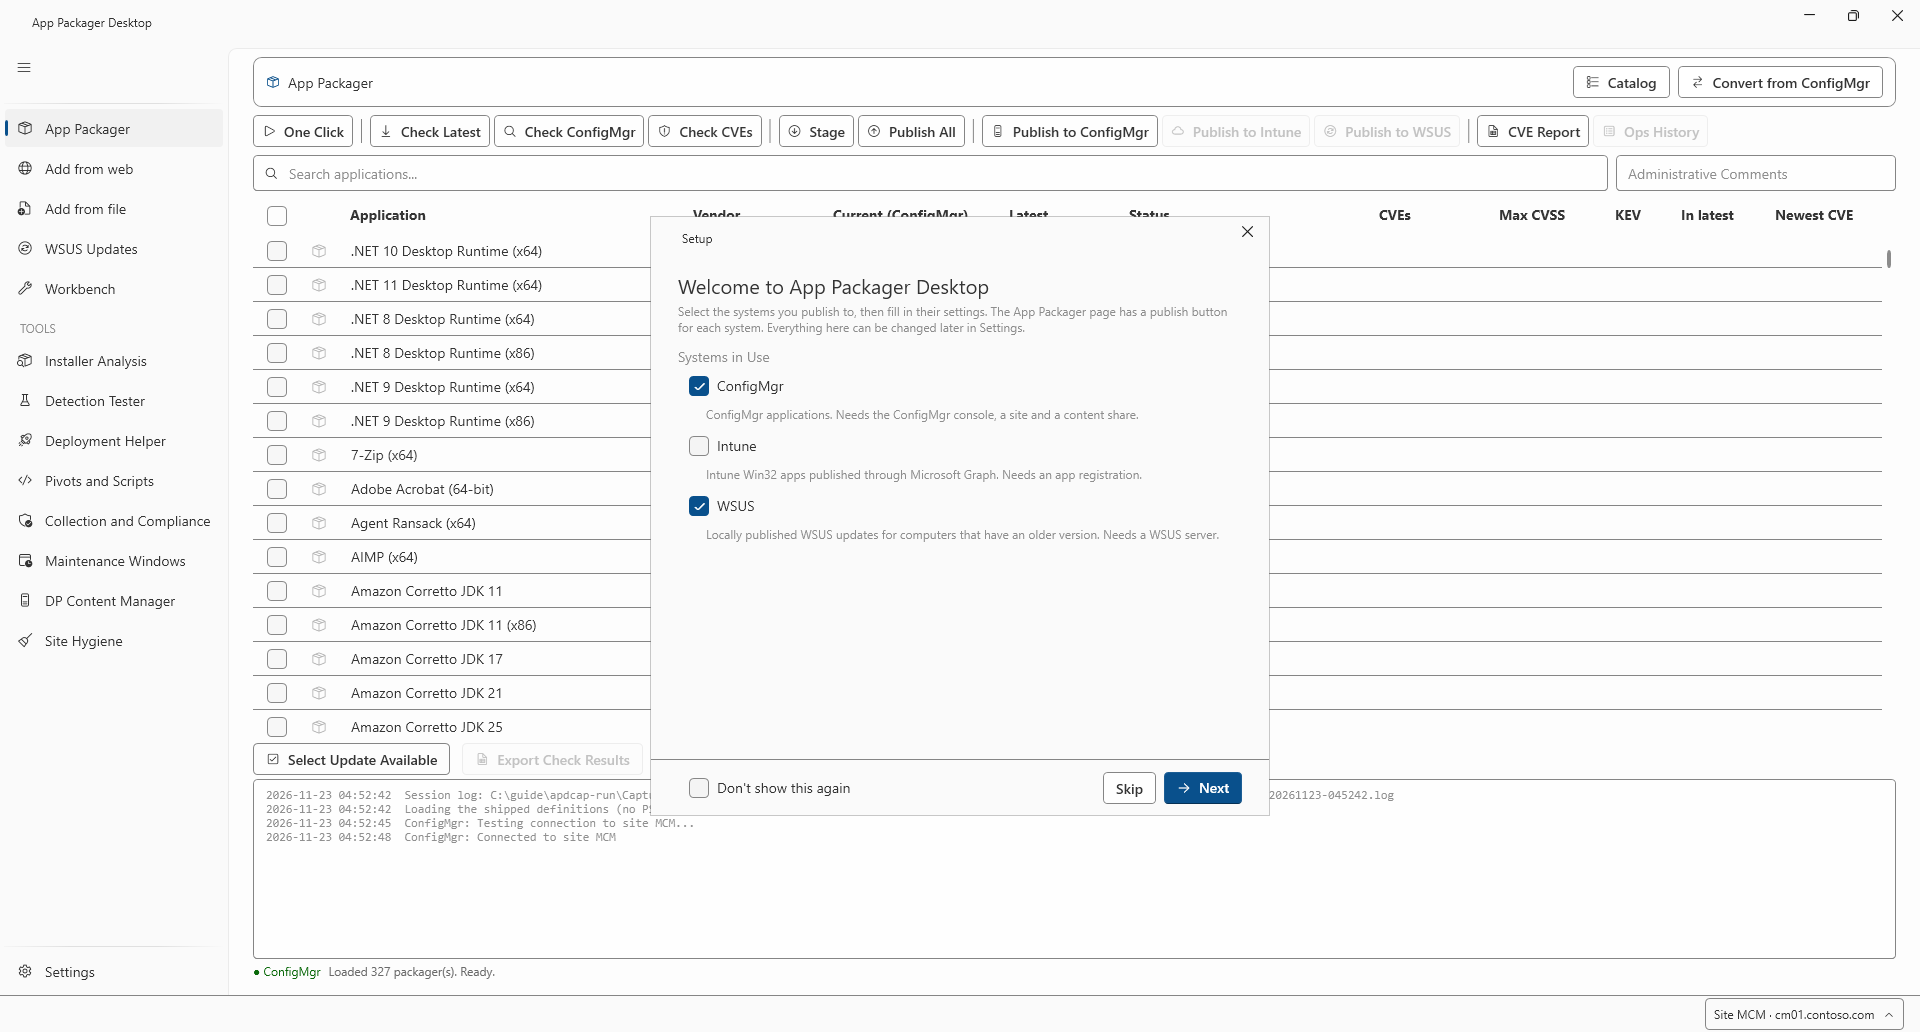 App Packager Desktop
App Packager
Add from web
Add from file
WSUS Updates
Workbench
TOOLS
Installer Analysis
Detection Tester
Deployment Helper
Pivots and Scripts
Collection and Compliance
Maintenance Windows
DP Content Manager
Site Hygiene
Settings
App Packager
Catalog
Convert from ConfigMgr
One Click
Check Latest
Check ConfigMgr
Check CVEs
Stage
Publish All
Publish to ConfigMgr
Publish to Intune
Publish to WSUS
CVE Report
Ops History
Search applications...
Administrative Comments
Application Vendor Current (ConfigMgr) Latest Status CVEs Max CVSS KEV In latest Newest CVE
.NET 10 Desktop Runtime (x64)
.NET 11 Desktop Runtime (x64)
.NET 8 Desktop Runtime (x64)
.NET 8 Desktop Runtime (x86)
.NET 9 Desktop Runtime (x64)
.NET 9 Desktop Runtime (x86)
7-Zip (x64)
Adobe Acrobat (64-bit)
Agent Ransack (x64)
AIMP (x64)
Amazon Corretto JDK 11
Amazon Corretto JDK 11 (x86)
Amazon Corretto JDK 17
Amazon Corretto JDK 21
Amazon Corretto JDK 25
Setup
Welcome to App Packager Desktop
Select the systems you publish to, then fill in their settings. The App Packager page has a publish button
for each system. Everything here can be changed later in Settings.
Systems in Use
ConfigMgr
ConfigMgr applications. Needs the ConfigMgr console, a site and a content share.
Intune
Intune Win32 apps published through Microsoft Graph. Needs an app registration.
WSUS
Locally published WSUS updates for computers that have an older version. Needs a WSUS server.
Don't show this again
Skip
Next
Select Update Available
Export Check Results
2026-11-23 04:52:42 Session log: C:\guide\apdcap-run\Capt 20261123-045242.log
2026-11-23 04:52:42 Loading the shipped definitions (no P
2026-11-23 04:52:45 ConfigMgr: Testing connection to site MCM...
2026-11-23 04:52:48 ConfigMgr: Connected to site MCM
ConfigMgr Loaded 327 packager(s). Ready.
Site MCM · cm01.contoso.com